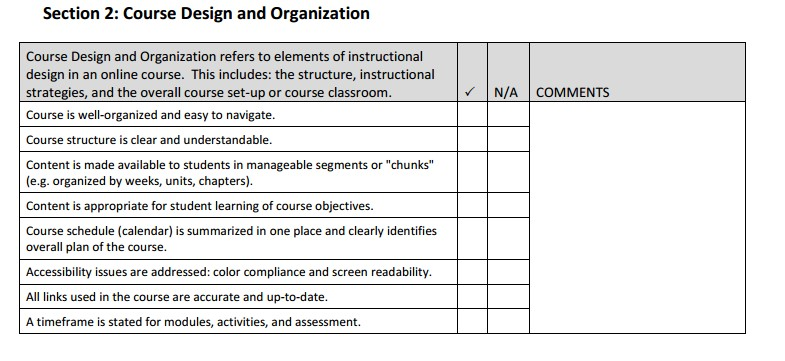 Section 2: Course Design and Organization
Course Design and Organization refers to elements of instructional
design in an online course.  This includes: the structure, instructional
strategies, and the overall course set-up or course classroom.
✓
N/A
COMMENTS
Course is well-organized and easy to navigate.
Course structure is clear and understandable.
Content is made available to students in manageable segments or "chunks"
(e.g. organized by weeks, units, chapters).
Content is appropriate for student learning of course objectives.
Course schedule (calendar) is summarized in one place and clearly identifies
overall plan of the course.
Accessibility issues are addressed: color compliance and screen readability.
All links used in the course are accurate and up-to-date.
A timeframe is stated for modules, activities, and assessment.